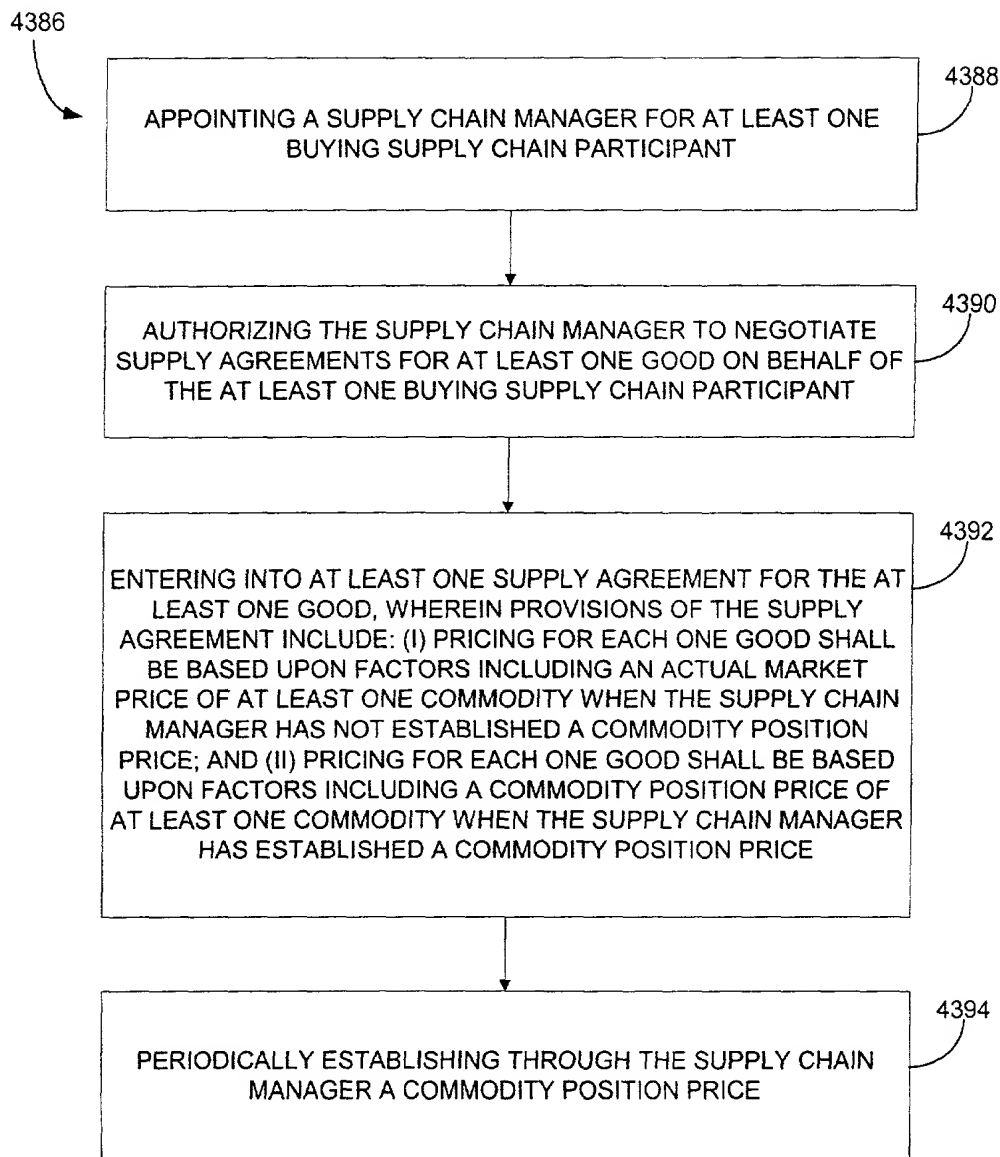 4386
4388
APPOINTING A SUPPLY CHAIN MANAGER FOR AT LEAST ONE
BUYING SUPPLY CHAIN PARTICIPANT
4390
AUTHORIZING THE SUPPLY CHAIN MANAGER TO NEGOTIATE
SUPPLY AGREEMENTS FOR AT LEAST ONE GOOD ON BEHALF OF
THE AT LEAST ONE BUYING SUPPLY CHAIN PARTICIPANT
4392
ENTERING INTO AT LEAST ONE SUPPLY AGREEMENT FOR THE AT
LEAST ONE GOOD, WHEREIN PROVISIONS OF THE SUPPLY
AGREEMENT INCLUDE: (I) PRICING FOR EACH ONE GOOD SHALL
BE BASED UPON FACTORS INCLUDING AN ACTUAL MARKET
PRICE OF AT LEAST ONE COMMODITY WHEN THE SUPPLY CHAIN
MANAGER HAS NOT ESTABLISHED A COMMODITY POSITION
PRICE; AND (II) PRICING FOR EACH ONE GOOD SHALL BE BASED
UPON FACTORS INCLUDING A COMMODITY POSITION PRICE OF
AT LEAST ONE COMMODITY WHEN THE SUPPLY CHAIN MANAGER
HAS ESTABLISHED A COMMODITY POSITION PRICE
4394
PERIODICALLY ESTABLISHING THROUGH THE SUPPLY CHAIN
MANAGER A COMMODITY POSITION PRICE